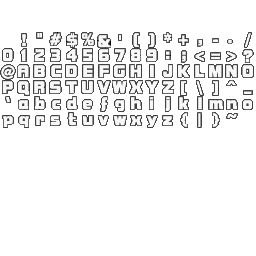 ! " # $ % & ' ( ) * + , - . /
0 1 2 3 4 5 6 7 8 9 : ; < = > ?
@ A B C D E F G H I J K L M N O
P Q R S T U V W X Y Z [ \ ] ^ _
` a b c d e f g h i j k l m n o
p q r s t u v w x y z { | } ~